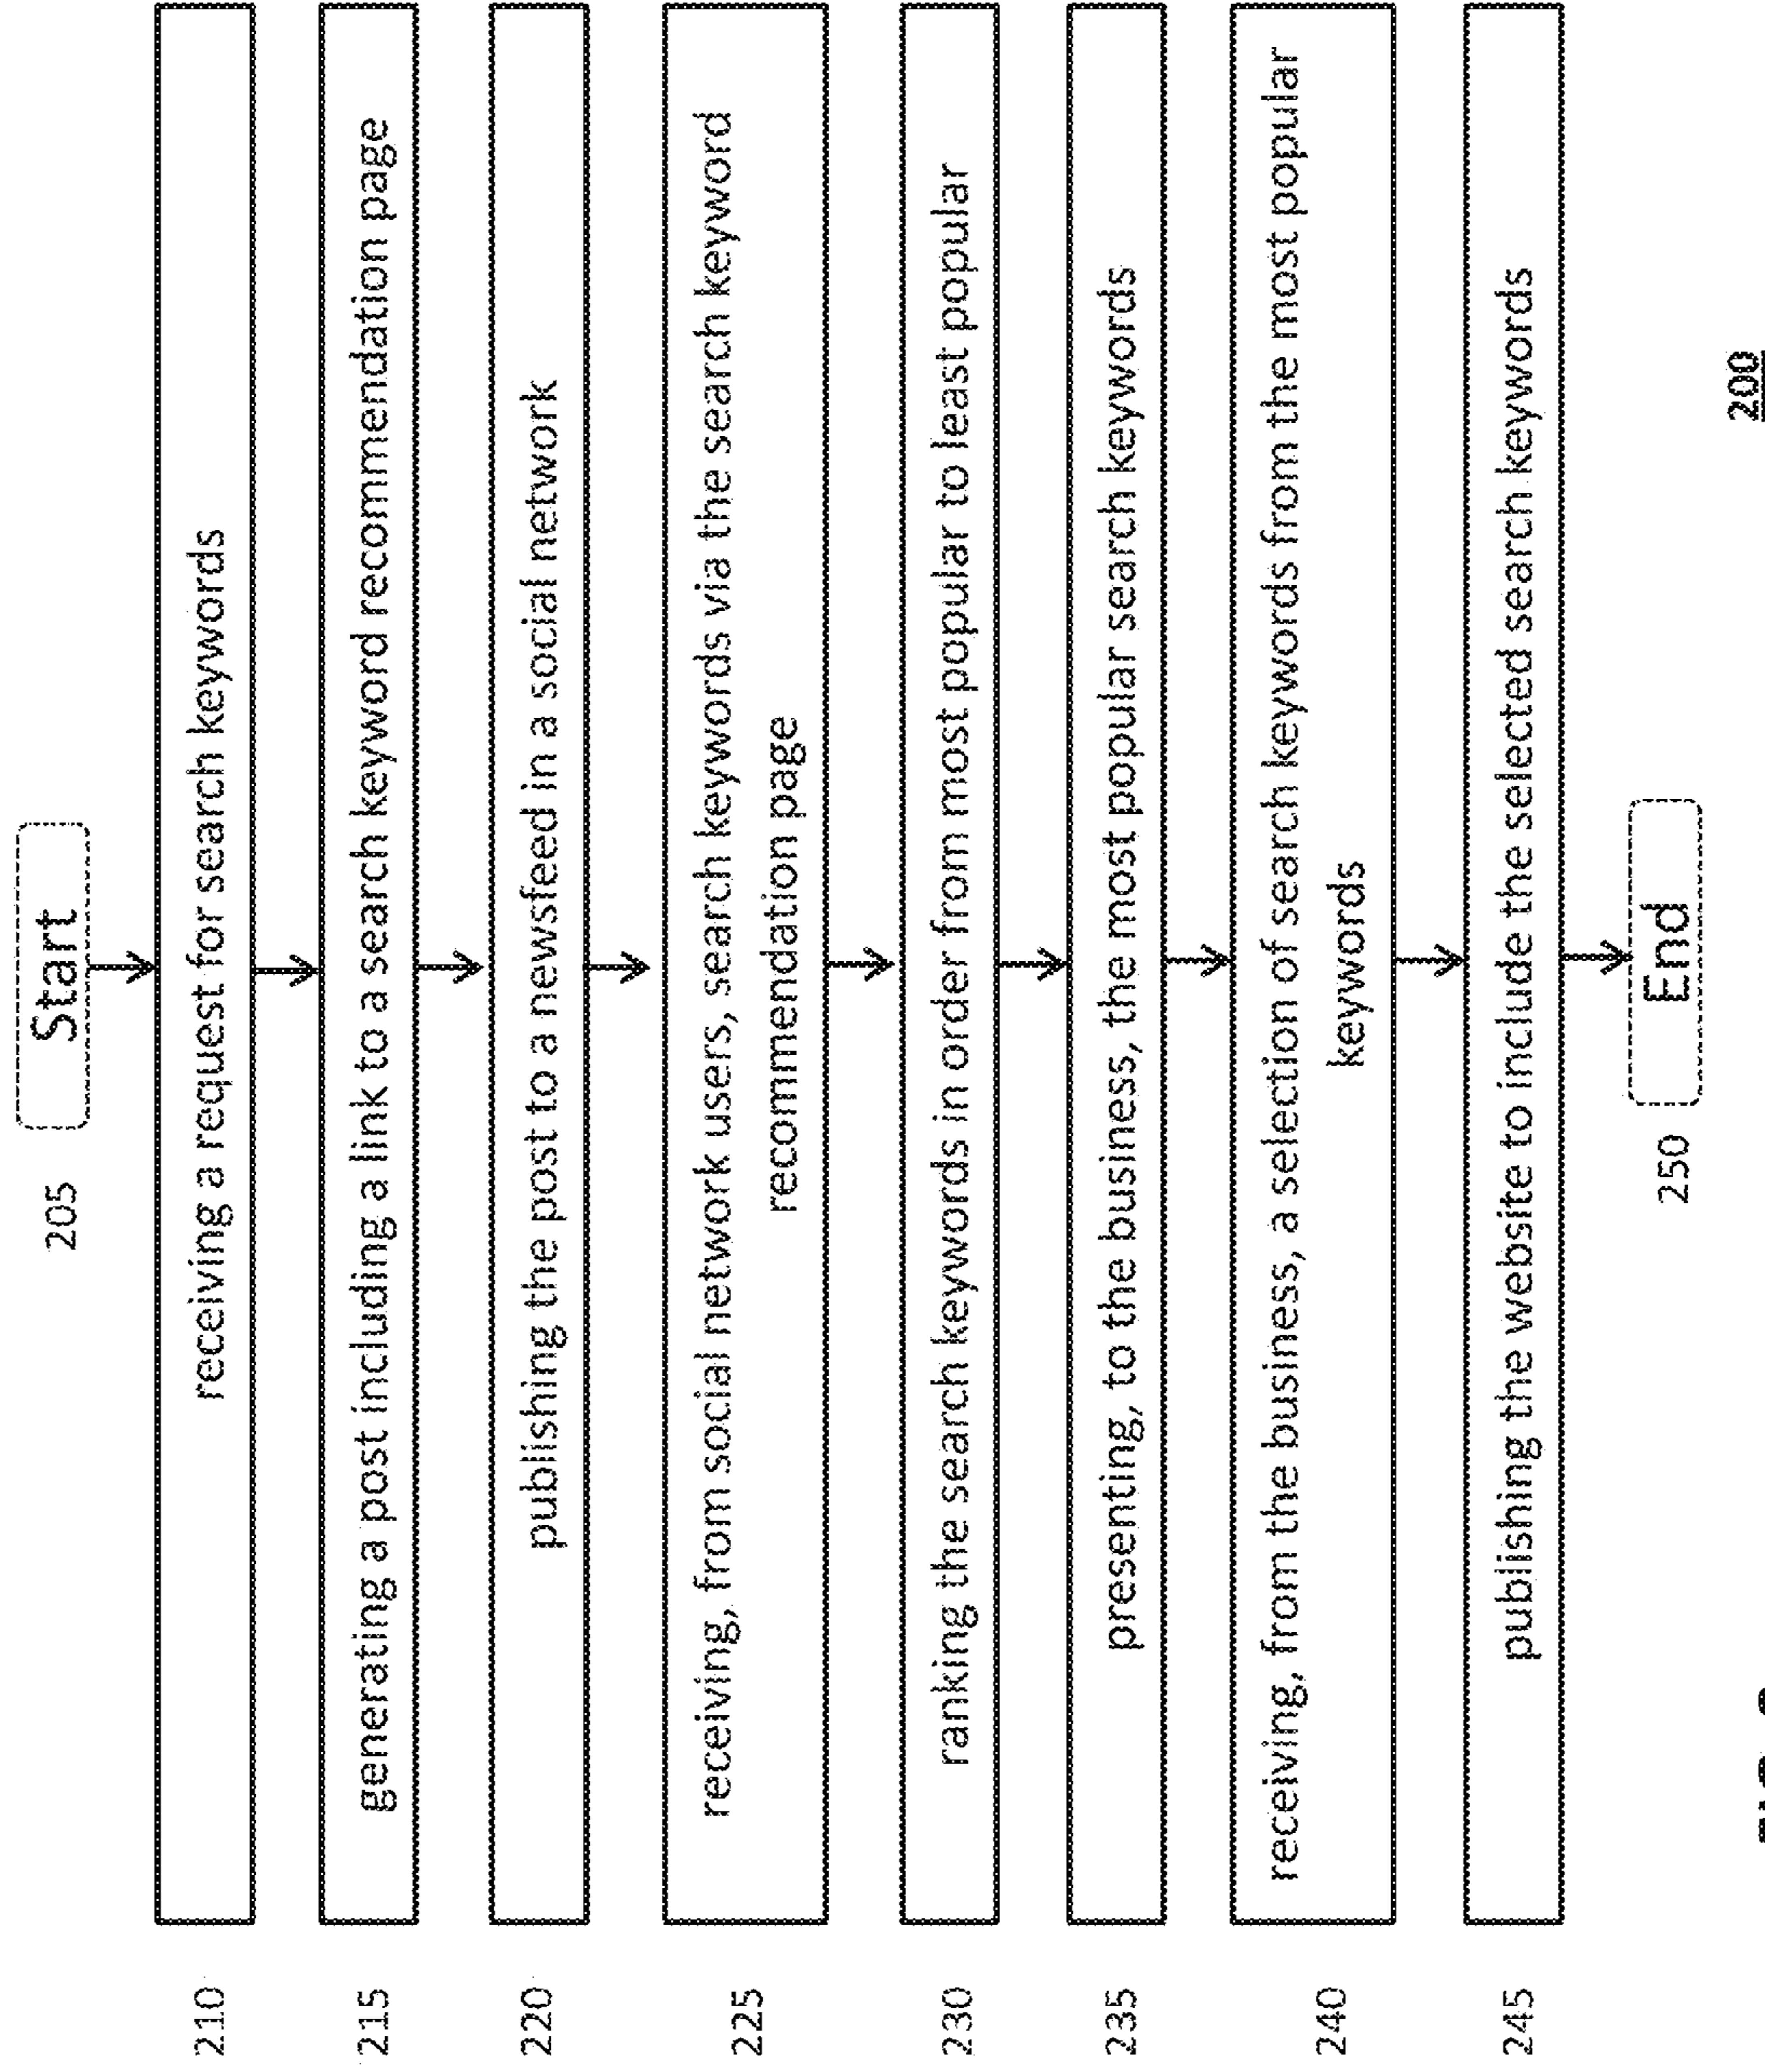 Start
205
210
receiving a request for search keywords
215
generating a post including a link to a search keyword recommendation page
220
publishing the post to a newsfeed in a social network
225
receiving, from social network users, search keywords via the search keyword
recommendation page
230
ranking the search keywords in order from most popular to least popular
235
presenting, to the business, the most popular search keywords
240
receiving, from the business, a selection of search keywords from the most popular
keywords
245
publishing the website to include the selected search keywords
250
End
200